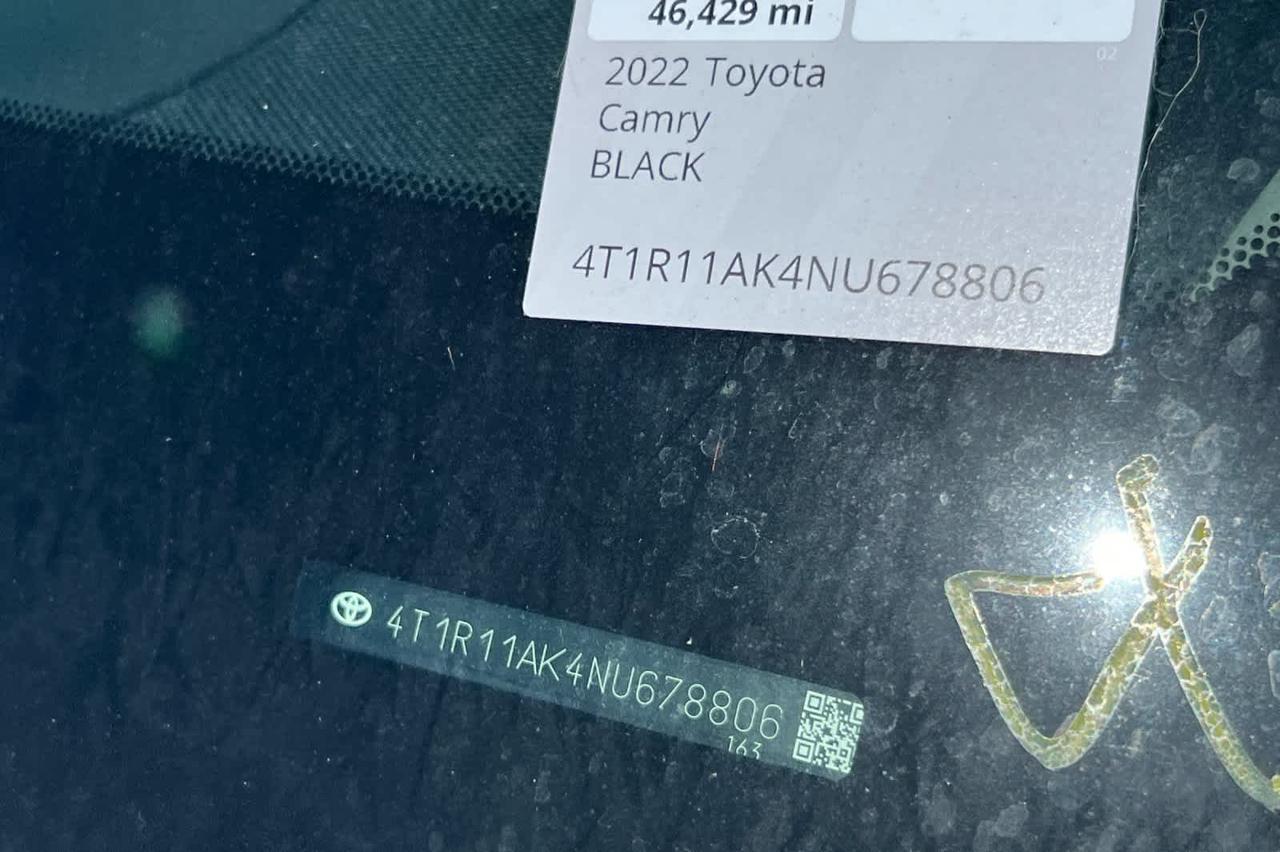 46,429 mi
02
2022 Toyota
Camry
BLACK
4T1R11AK4NU678806
4T1R11AK4NU678806
163